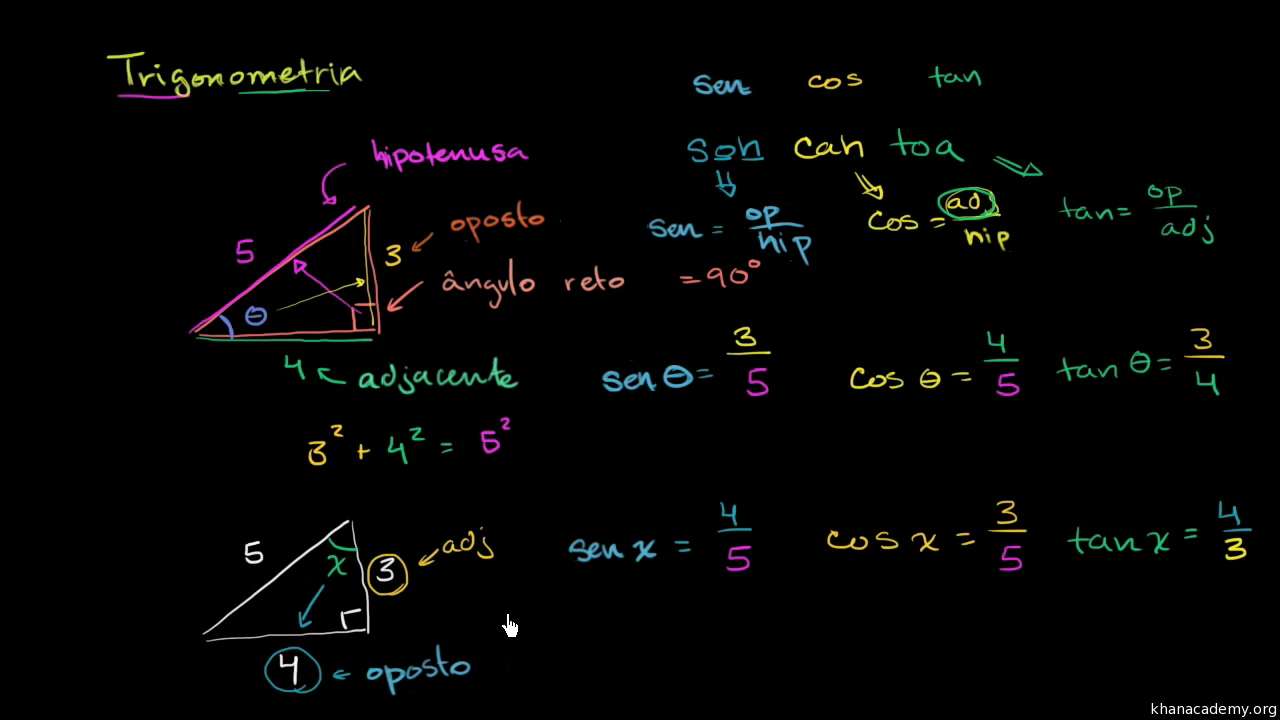 Trigonometria
sen cos tan
soh cah toa
hipotenusa
sen = op/hip
cos = adj/hip
tan = op/adj
5
3
oposto
ângulo reto = 90°
θ
4
adjacente
sen θ = 3/5
cos θ = 4/5
tan θ = 3/4
3² + 4² = 5²
5
x
3
adj
sen x = 4/5
cos x = 3/5
tan x = 4/3
4
oposto
khanacademy.org